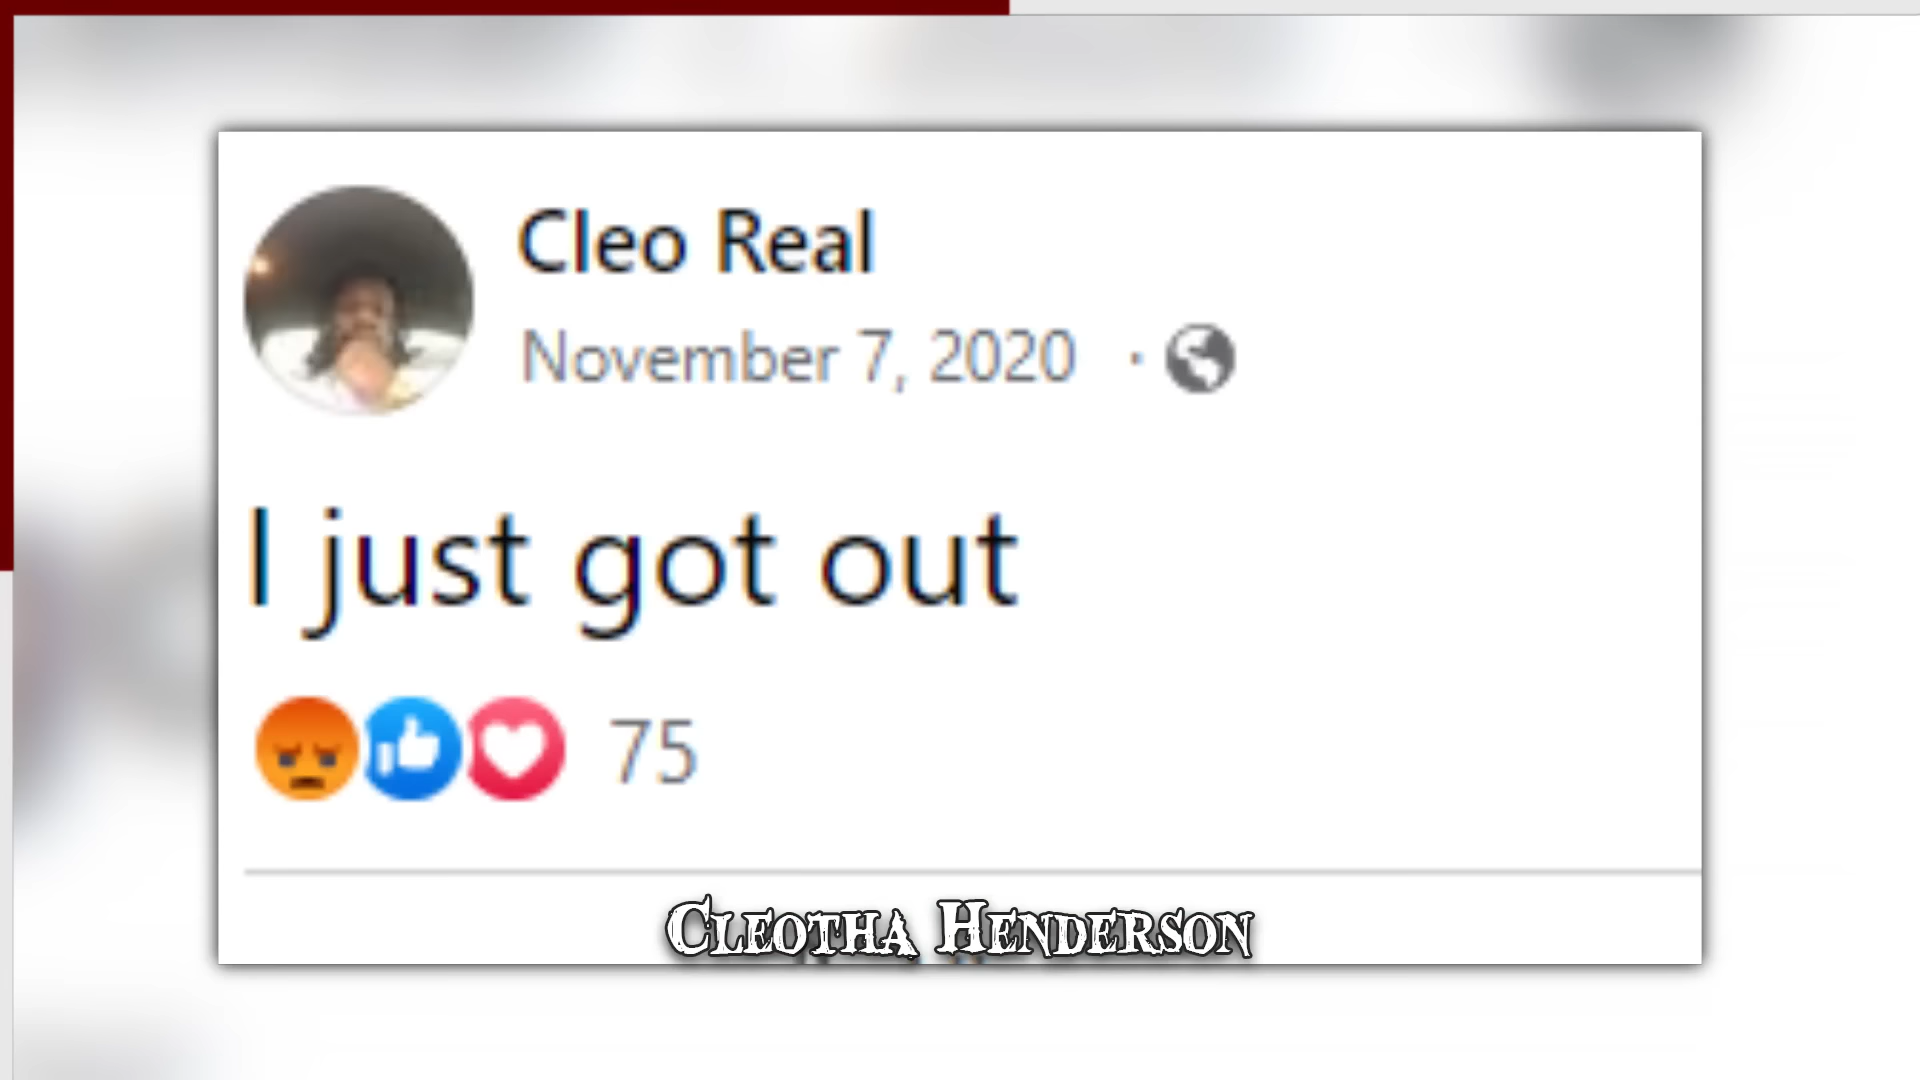 Cleo Real
November 7, 2020 ·
I just got out
75
Cleotha Henderson